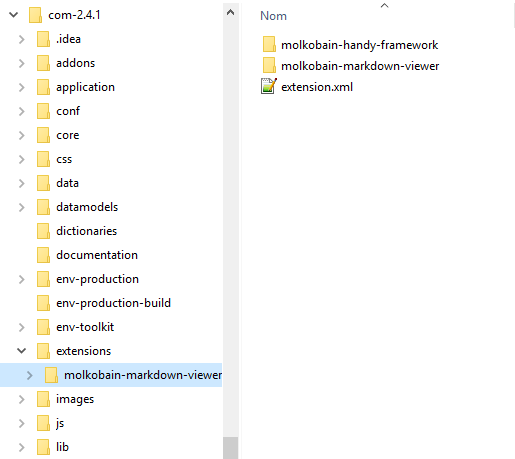 com-2.4.1
.idea
addons
application
conf
core
css
data
datamodels
dictionaries
documentation
env-production
env-production-build
env-toolkit
extensions
molkobain-markdown-viewer
images
js
lib
Nom
molkobain-handy-framework
molkobain-markdown-viewer
extension.xml